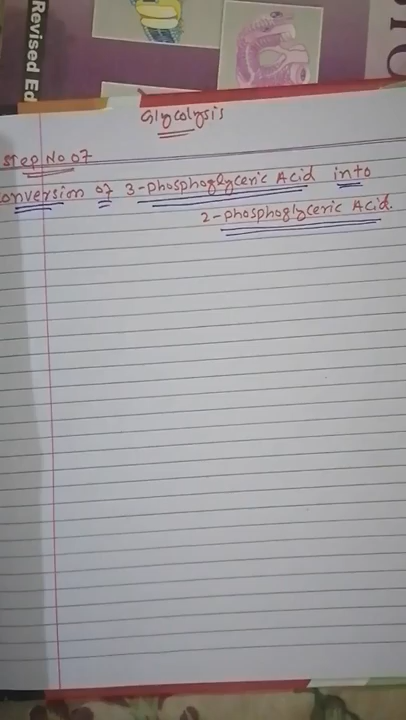 Revised Ed
Glycolysis
Step No 07
onversion of 3-phosphoglyceric Acid into
2-phosphoglyceric Acid.